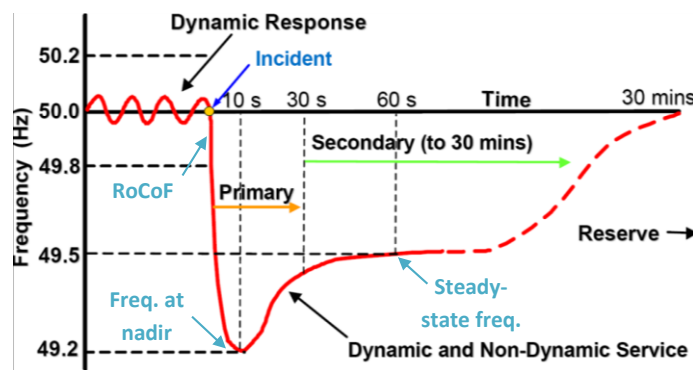 Dynamic Response
50.2
Incident
10 s
30 s
60 s
Time
30 mins
50.0
Frequency (Hz)
Secondary (to 30 mins)
49.8
RoCoF
Primary
Reserve
49.5
Freq. at
nadir
Steady-
state freq.
49.2
Dynamic and Non-Dynamic Service